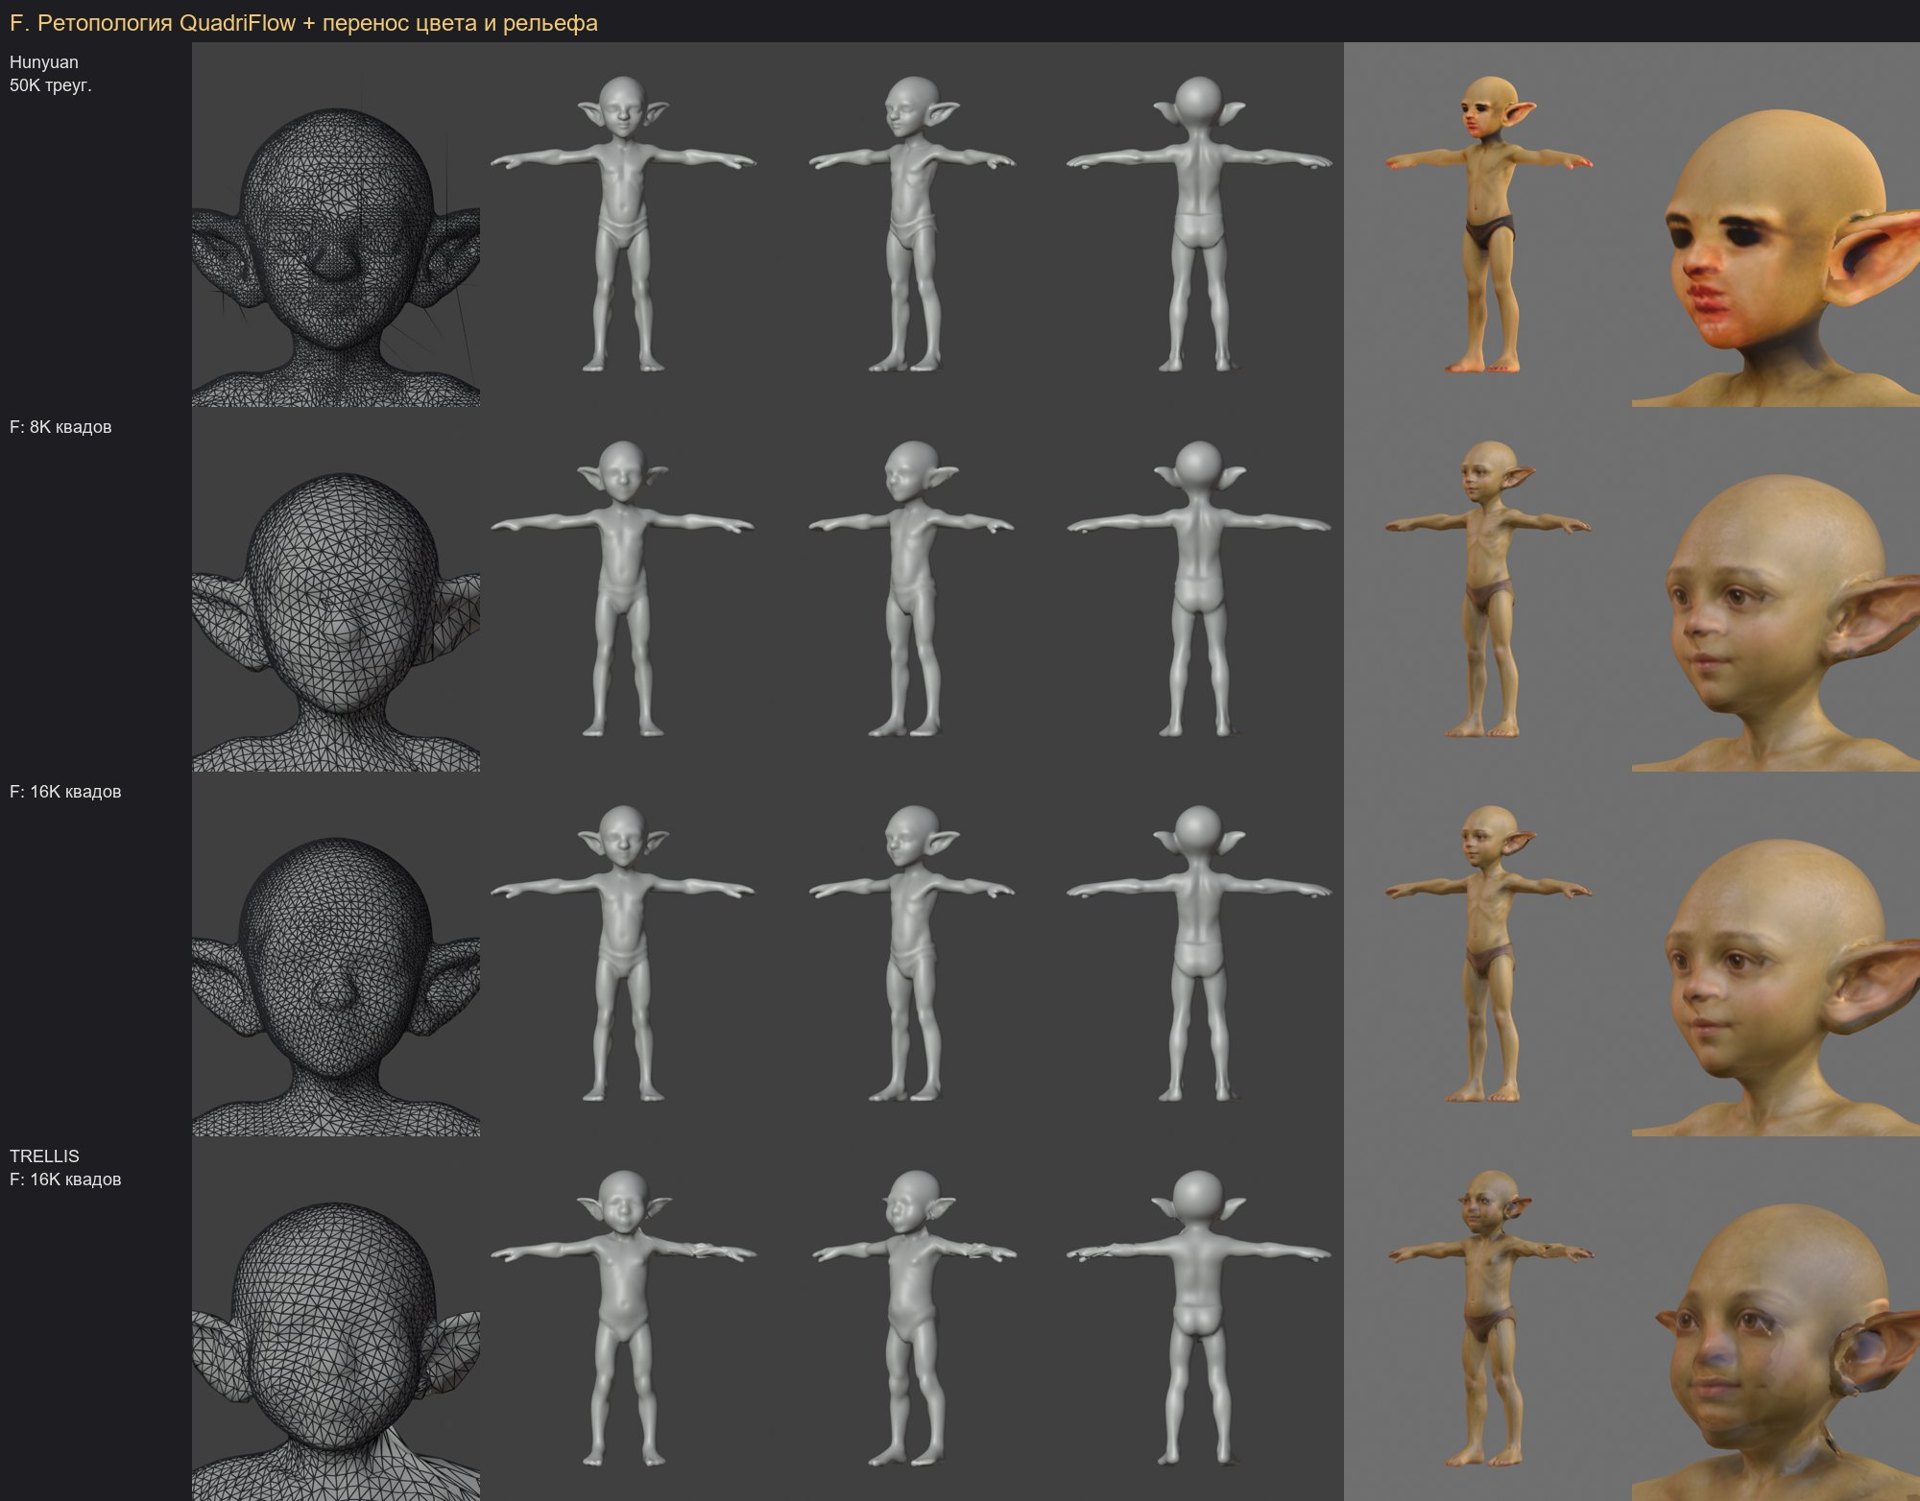 F. Ретопология QuadriFlow + перенос цвета и рельефа
Hunyuan
50K треуг.
F: 8K квадов
F: 16K квадов
TRELLIS
F: 16K квадов